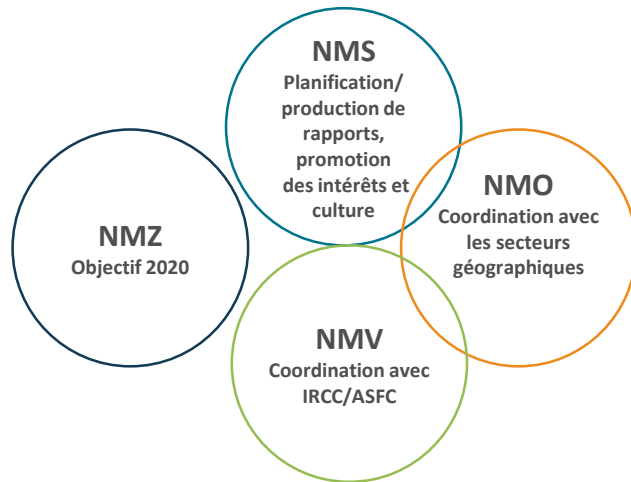 NMS
Planification/
production de
rapports,
promotion
des intérêts et
culture
NMZ
Objectif 2020
NMO
Coordination avec
les secteurs
géographiques
NMV
Coordination avec
IRCC/ASFC